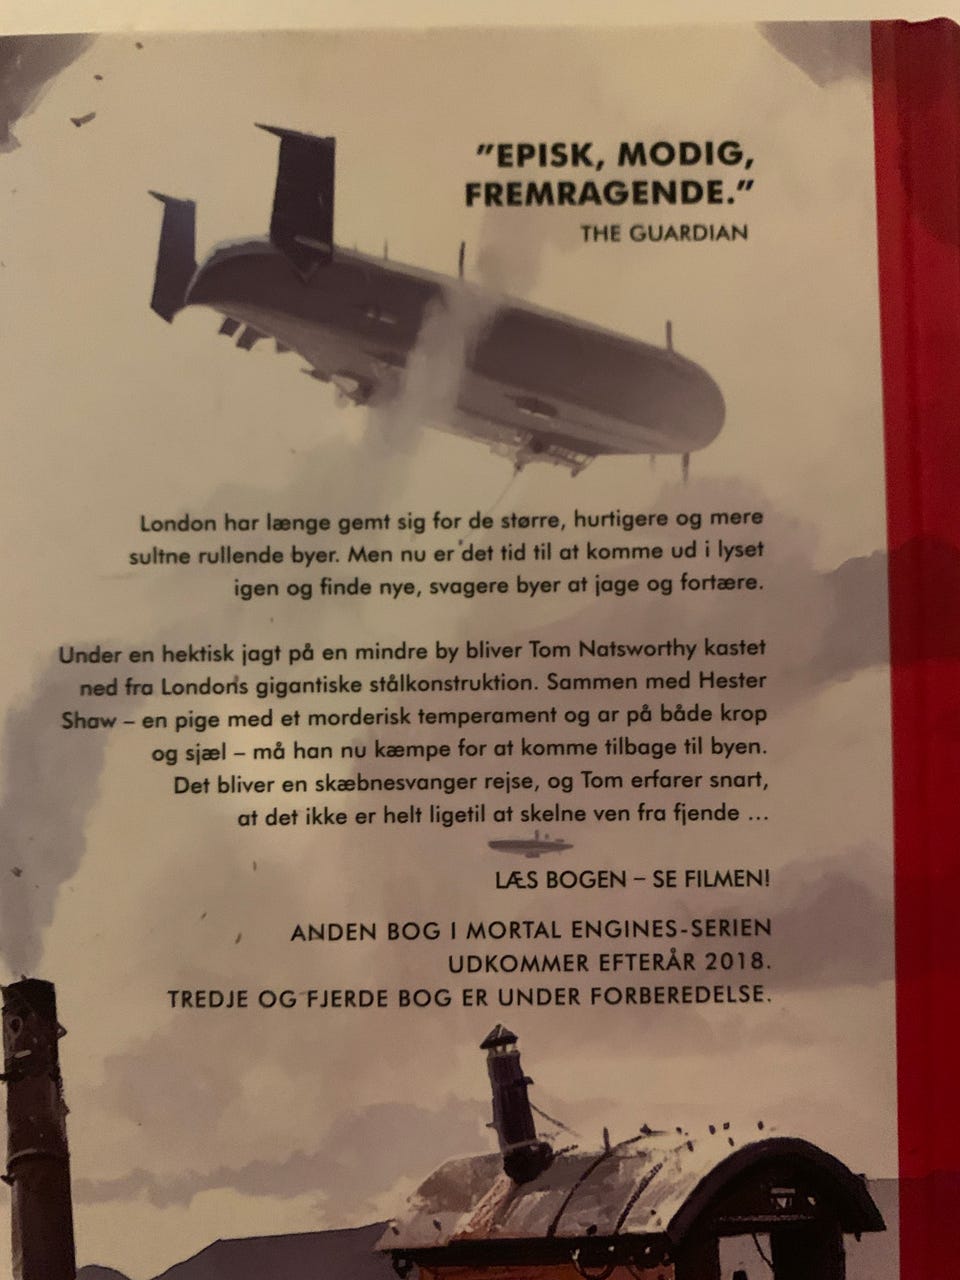 "EPISK, MODIG,
FREMRAGENDE."
THE GUARDIAN
London har længe gemt sig for de større, hurtigere og mere
sultne rullende byer. Men nu er det tid til at komme ud i lyset
igen og finde nye, svagere byer at jage og fortære.
Under en hektisk jagt på en mindre by bliver Tom Natsworthy kastet
ned fra Londons gigantiske stålkonstruktion. Sammen med Hester
Shaw – en pige med et morderisk temperament og ar på både krop
og sjæl – må han nu kæmpe for at komme tilbage til byen.
Det bliver en skæbnesvanger rejse, og Tom erfarer snart,
at det ikke er helt ligetil at skelne ven fra fjende ...
LÆS BOGEN – SE FILMEN!
ANDEN BOG I MORTAL ENGINES-SERIEN
UDKOMMER EFTERÅR 2018.
TREDJE OG FJERDE BOG ER UNDER FORBEREDELSE.